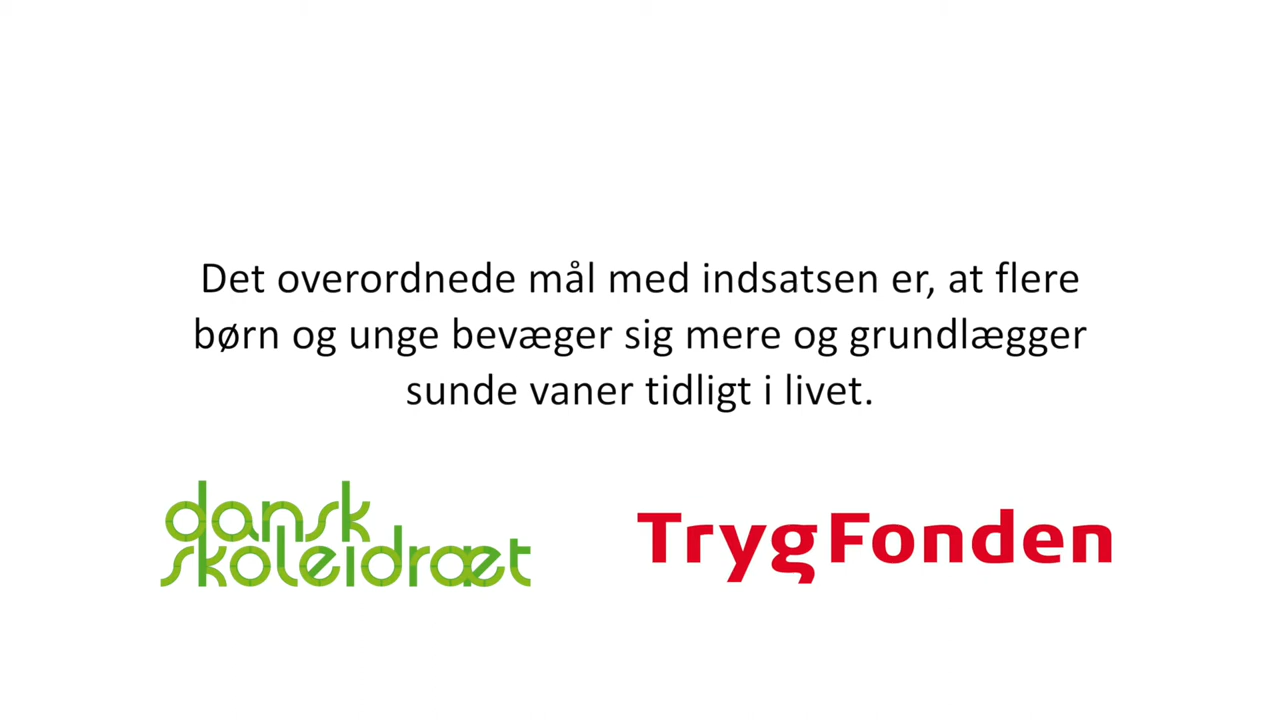 Det overordnede mål med indsatsen er, at flere
børn og unge bevæger sig mere og grundlægger
sunde vaner tidligt i livet.
dansk
skoleidræt
TrygFonden